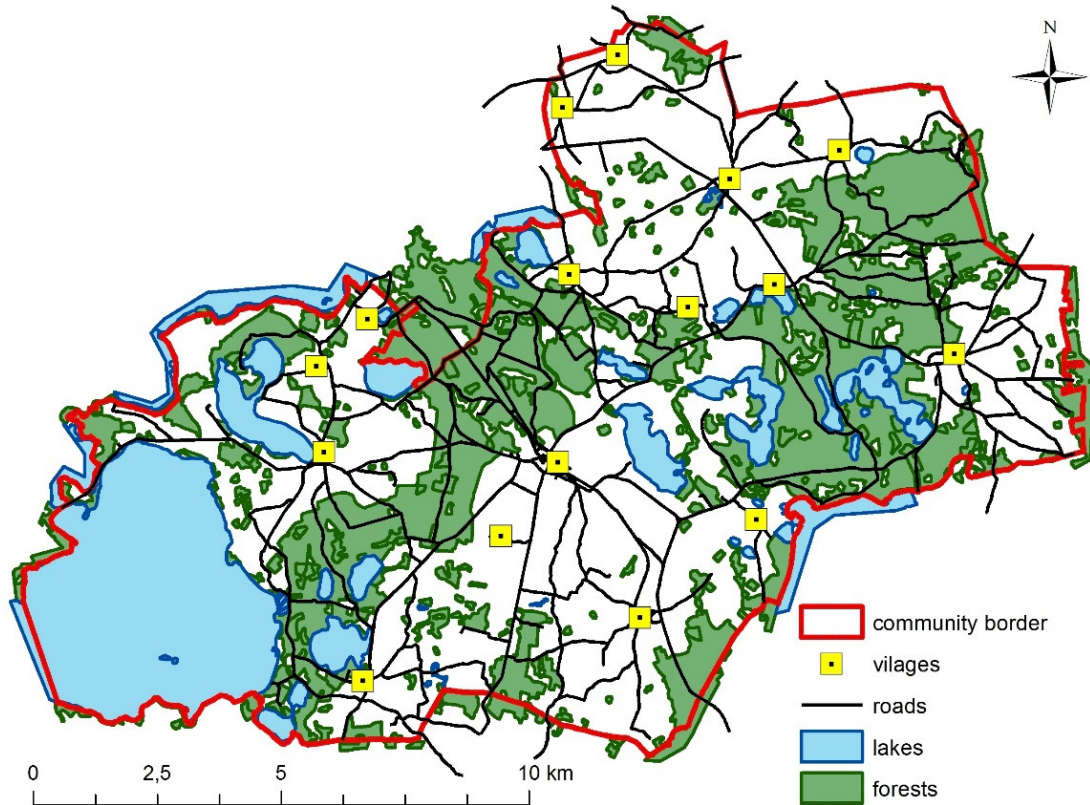 N
community border
vilages
roads
lakes
forests
0 2,5 5 10 km